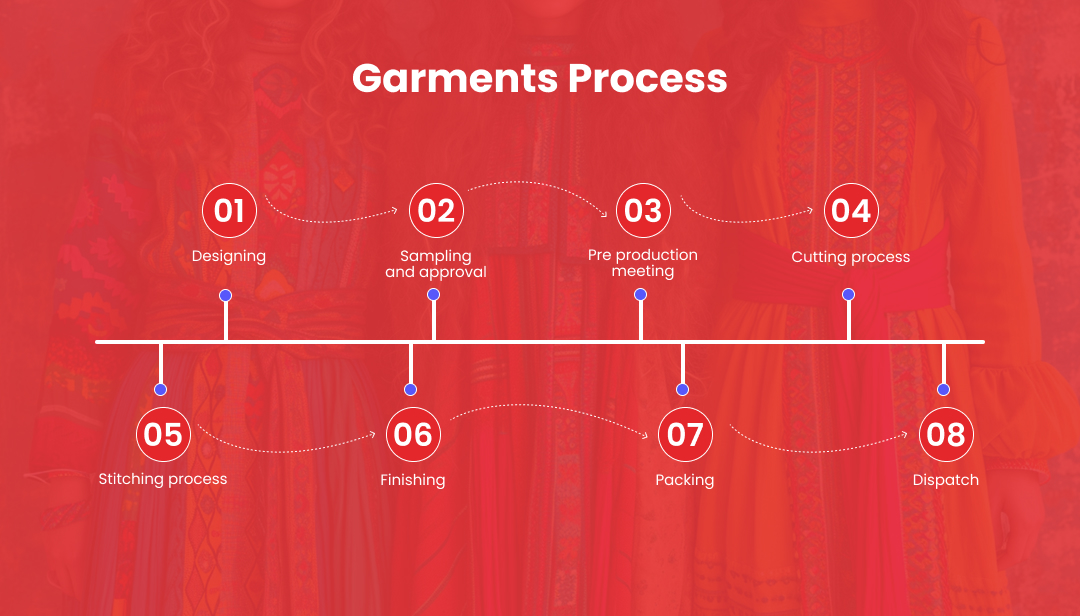 Garments Process
01
Designing
02
Sampling
and approval
03
Pre production
meeting
04
Cutting process
05
Stitching process
06
Finishing
07
Packing
08
Dispatch